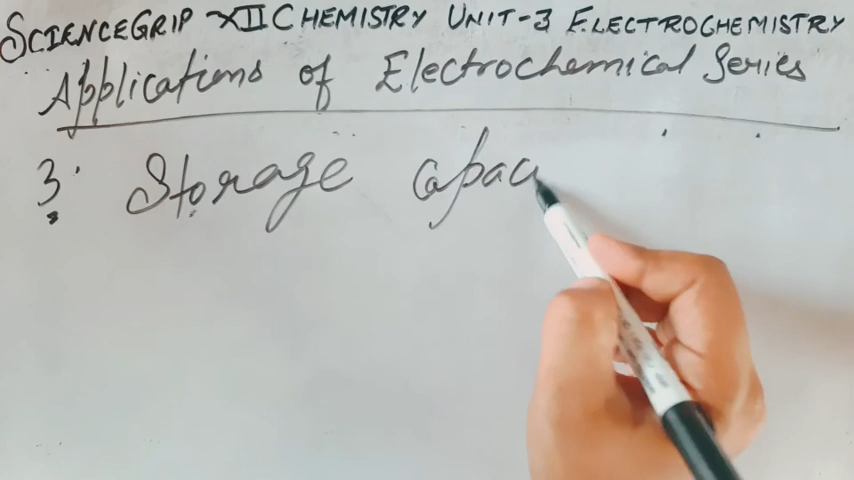 SCIENCEGRIP XII CHEMISTRY UNIT-3 ELECTROCHEMISTRY
Applications of Electrochemical Series
3. Storage Capac